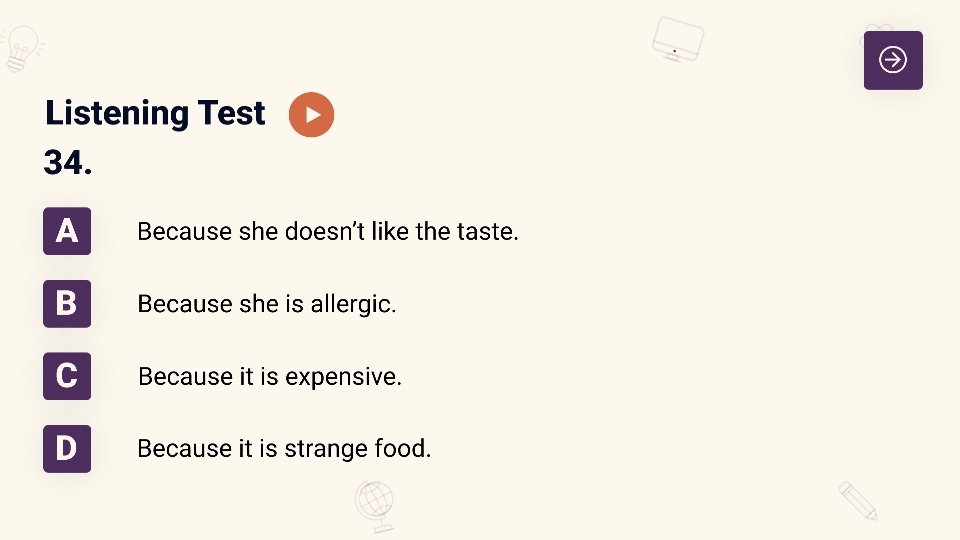 Listening Test
34.
A Because she doesn’t like the taste.
B Because she is allergic.
C Because it is expensive.
D Because it is strange food.